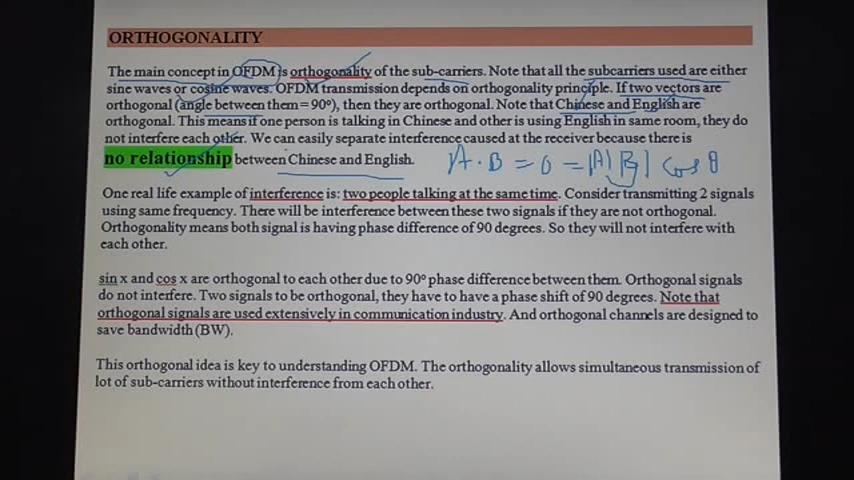 ORTHOGONALITY
The main concept in OFDM is orthogonality of the sub-carriers. Note that all the subcarriers used are either
sine waves or cosine waves. OFDM transmission depends on orthogonality principle. If two vectors are
orthogonal (angle between them = 90°), then they are orthogonal. Note that Chinese and English are
orthogonal. This means if one person is talking in Chinese and other is using English in same room, they do
not interfere each other. We can easily separate interference caused at the receiver because there is
no relationship between Chinese and English. A · B = 0 = |A| |B| cos θ
One real life example of interference is: two people talking at the same time. Consider transmitting 2 signals
using same frequency. There will be interference between these two signals if they are not orthogonal.
Orthogonality means both signal is having phase difference of 90 degrees. So they will not interfere with
each other.
sin x and cos x are orthogonal to each other due to 90° phase difference between them. Orthogonal signals
do not interfere. Two signals to be orthogonal, they have to have a phase shift of 90 degrees. Note that
orthogonal signals are used extensively in communication industry. And orthogonal channels are designed to
save bandwidth (BW).
This orthogonal idea is key to understanding OFDM. The orthogonality allows simultaneous transmission of
lot of sub-carriers without interference from each other.